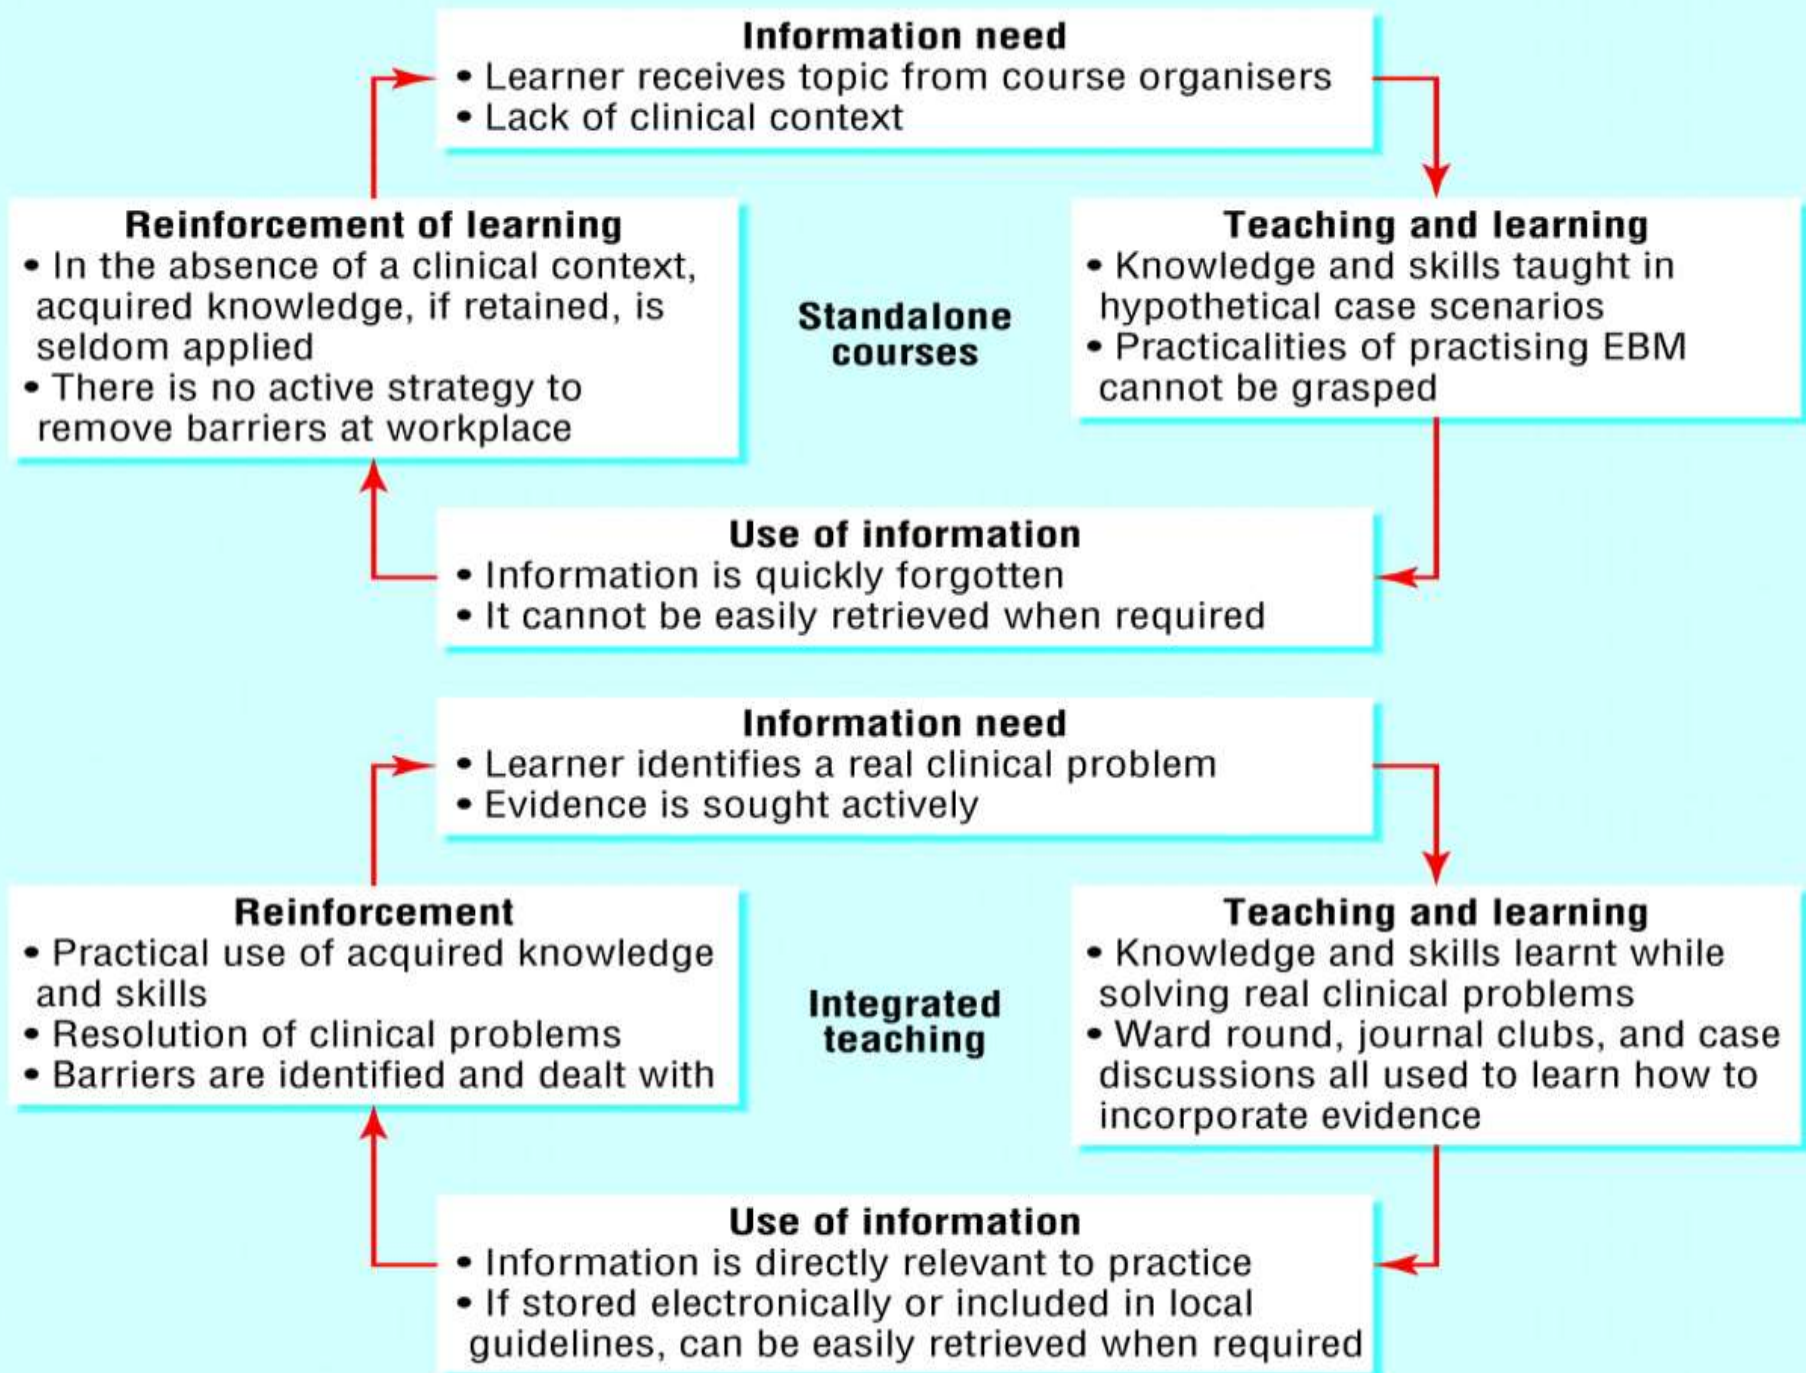 Information need
• Learner receives topic from course organisers
• Lack of clinical context
Reinforcement of learning
• In the absence of a clinical context,
acquired knowledge, if retained, is
seldom applied
• There is no active strategy to
remove barriers at workplace
Standalone
courses
Teaching and learning
• Knowledge and skills taught in
hypothetical case scenarios
• Practicalities of practising EBM
cannot be grasped
Use of information
• Information is quickly forgotten
• It cannot be easily retrieved when required
Information need
• Learner identifies a real clinical problem
• Evidence is sought actively
Reinforcement
• Practical use of acquired knowledge
and skills
• Resolution of clinical problems
• Barriers are identified and dealt with
Integrated
teaching
Teaching and learning
• Knowledge and skills learnt while
solving real clinical problems
• Ward round, journal clubs, and case
discussions all used to learn how to
incorporate evidence
Use of information
• Information is directly relevant to practice
• If stored electronically or included in local
guidelines, can be easily retrieved when required